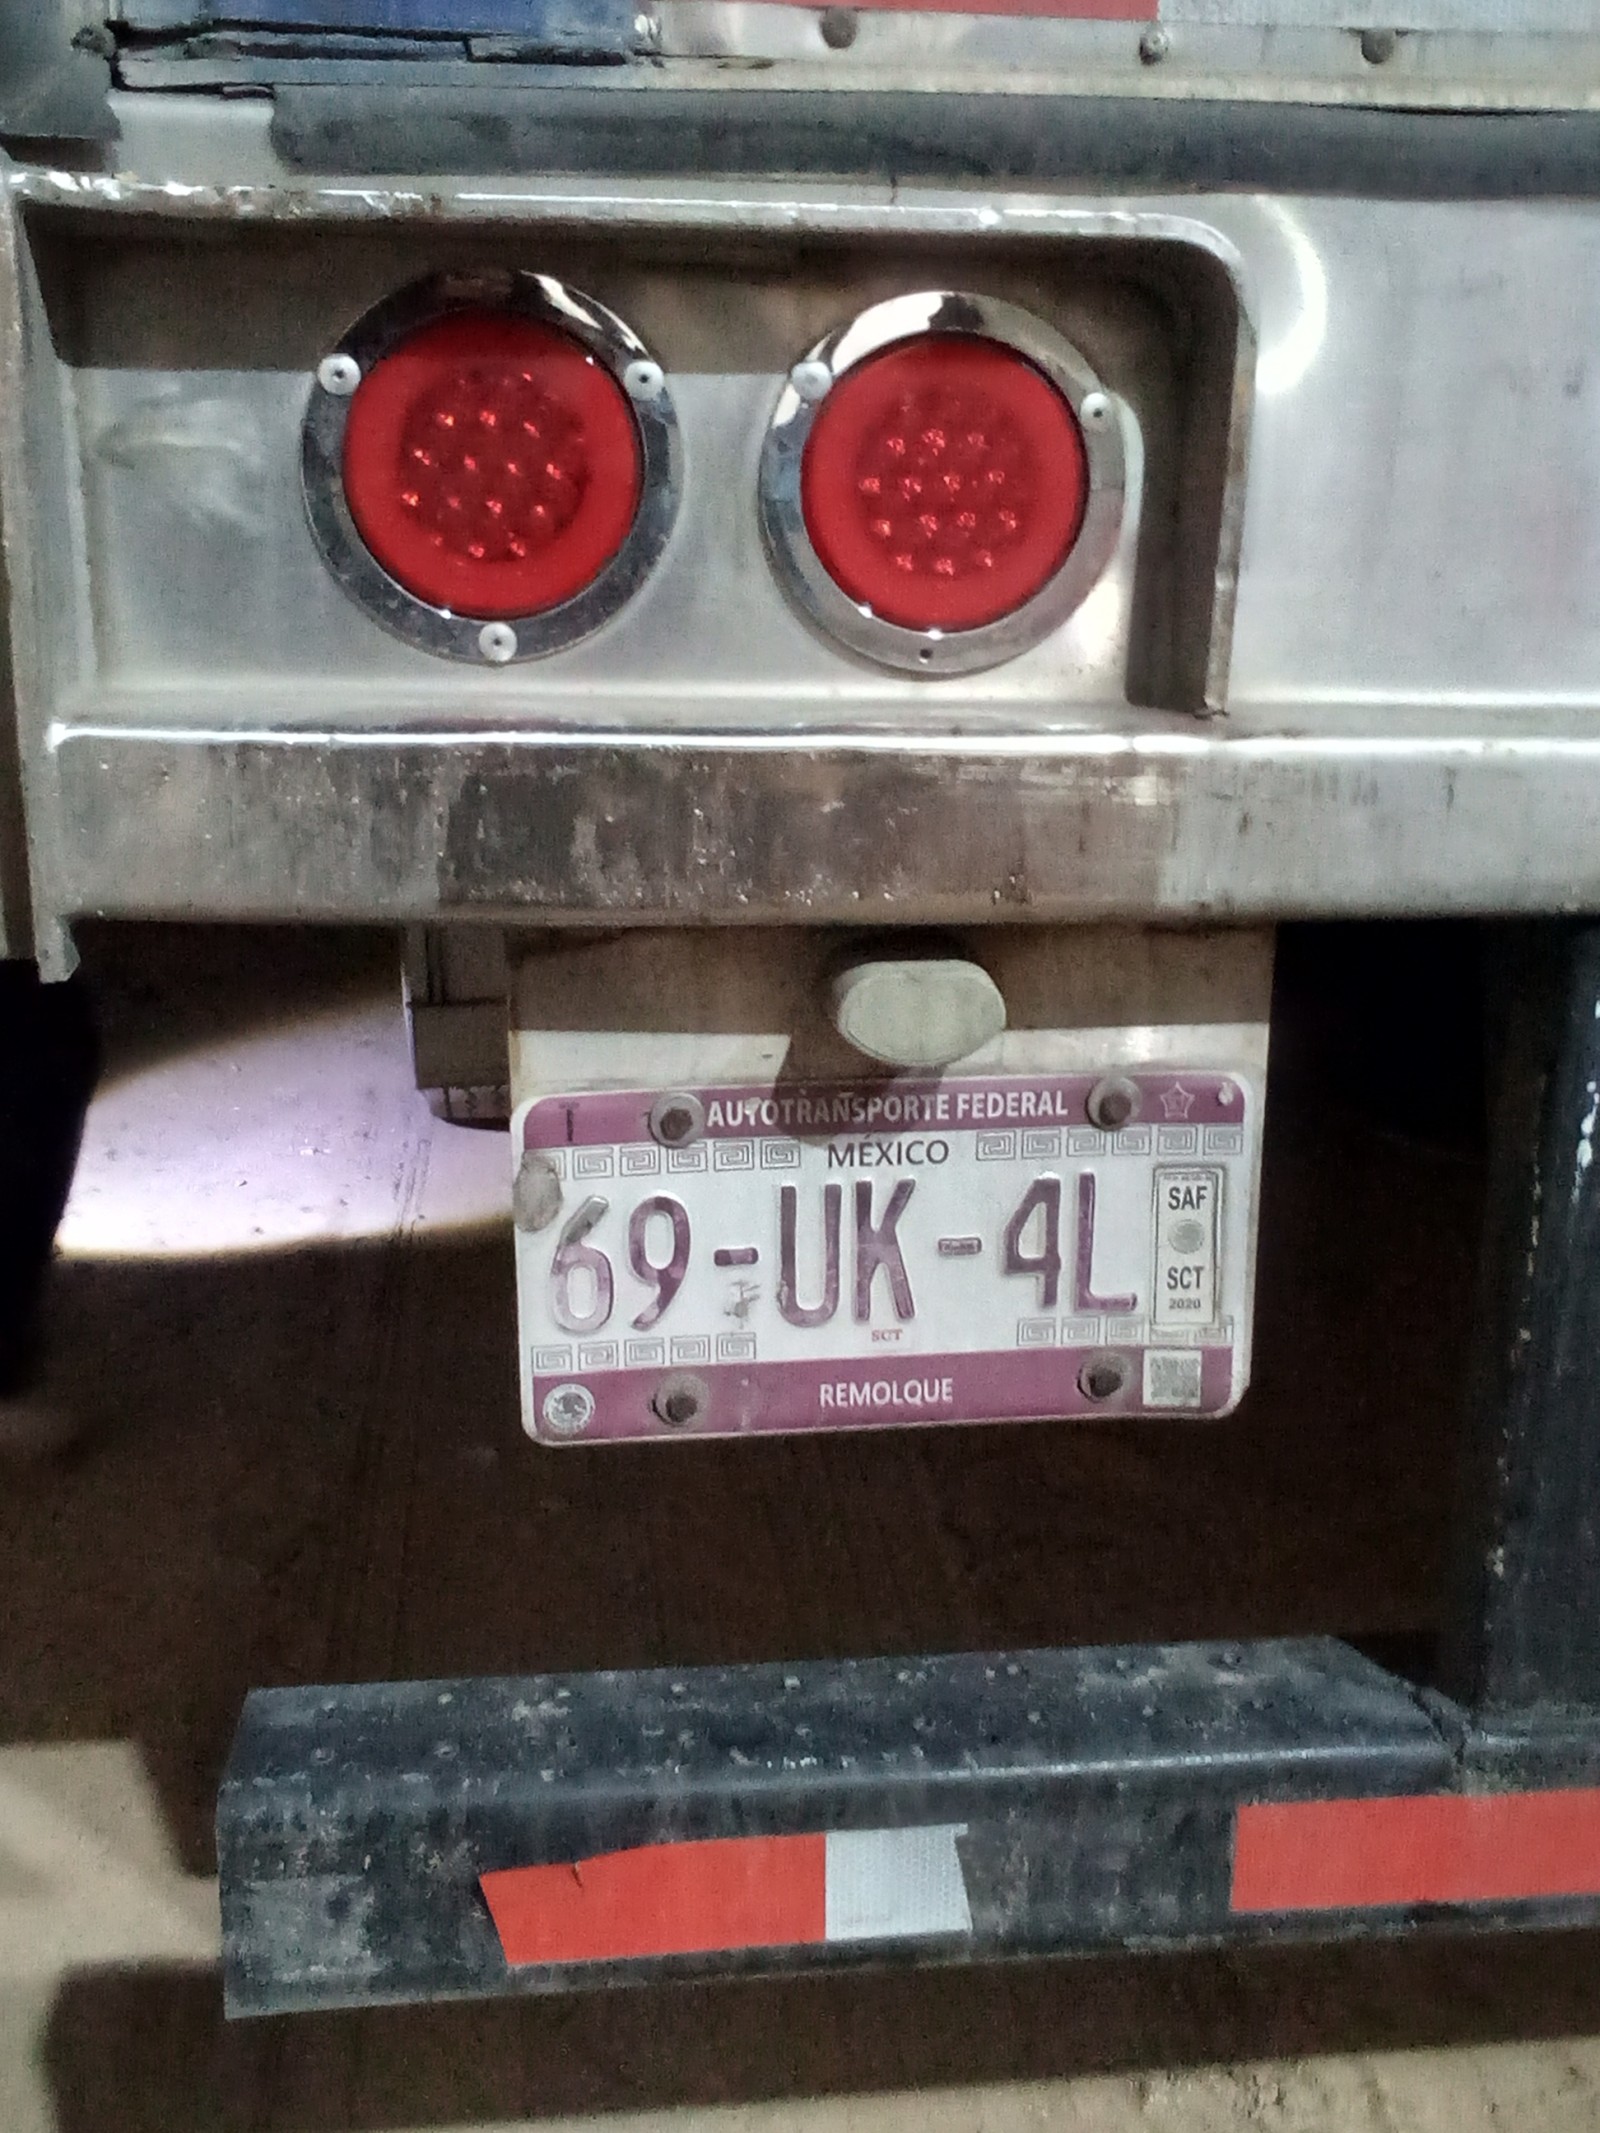 T AUTOTRANSPORTE FEDERAL
MÉXICO
69-UK-4L
SAF
SCT
2020
SCT
REMOLQUE